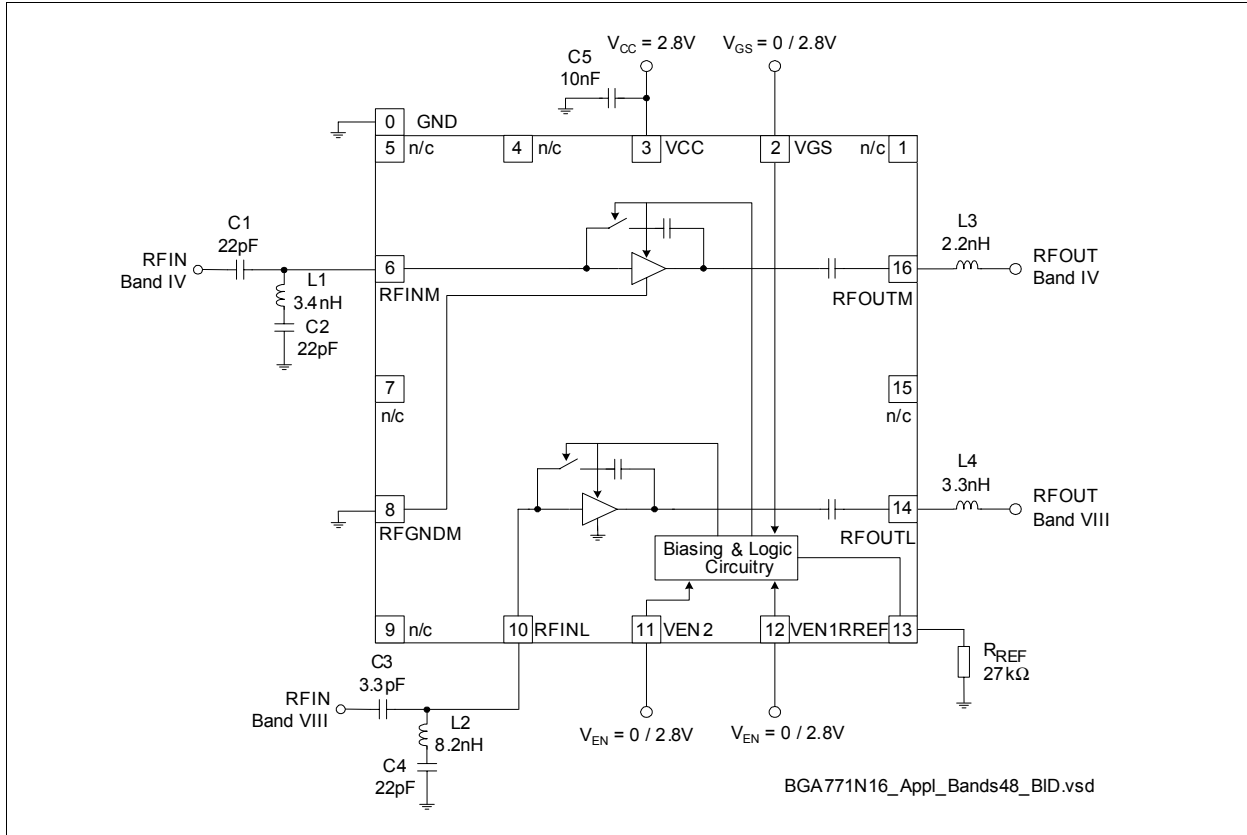 C5
10nF
V_CC = 2.8V
V_GS = 0 / 2.8V
0 GND
5 n/c
4 n/c
3 VCC
2 VGS
n/c 1
C1
22pF
RFIN
Band IV
L1
3.4nH
C2
22pF
6
RFINM
16
RFOUTM
L3
2.2nH
RFOUT
Band IV
7
n/c
15
n/c
8
RFGNDM
14
RFOUTL
L4
3.3nH
RFOUT
Band VIII
Biasing & Logic
Circuitry
9 n/c
10 RFINL
11 VEN2
12 VEN1
RREF 13
C3
3.3pF
RFIN
Band VIII
L2
8.2nH
C4
22pF
V_EN = 0 / 2.8V
V_EN = 0 / 2.8V
R_REF
27kΩ
BGA771N16_Appl_Bands48_BID.vsd